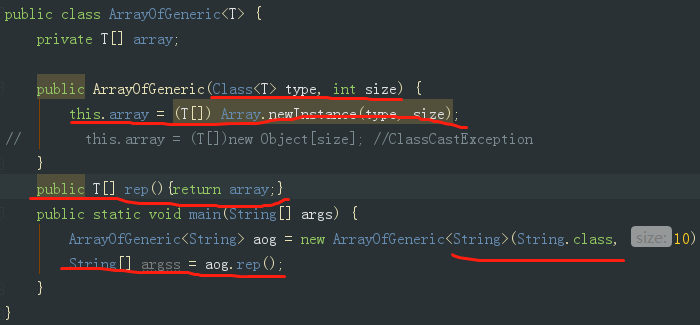 public class ArrayOfGeneric<T> {
    private T[] array;
    public ArrayOfGeneric(Class<T> type, int size) {
        this.array = (T[]) Array.newInstance(type, size);
//        this.array = (T[])new Object[size]; //ClassCastException
    }
    public T[] rep(){return array;}
    public static void main(String[] args) {
        ArrayOfGeneric<String> aog = new ArrayOfGeneric<String>(String.class, size: 10)
        String[] argss = aog.rep();
    }
}